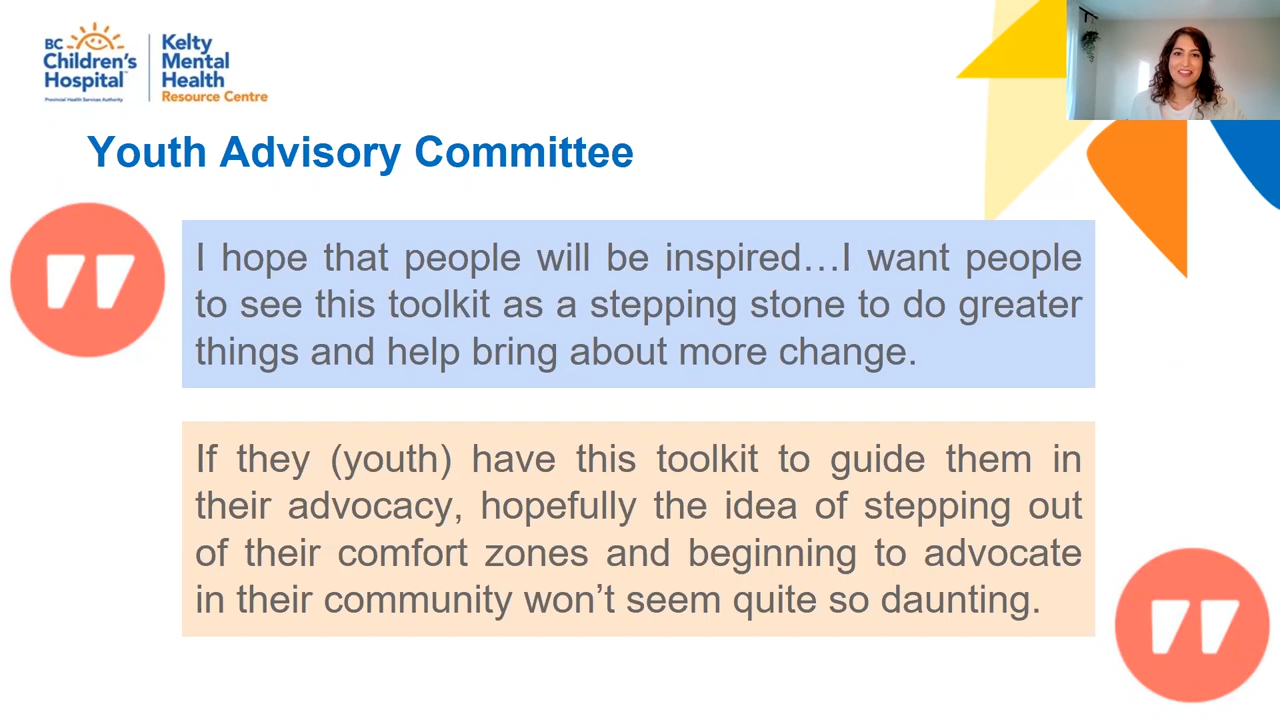 BC
Children's
Hospital
Provincial Health Services Authority
Kelty
Mental
Health
Resource Centre
Youth Advisory Committee
I hope that people will be inspired…I want people
to see this toolkit as a stepping stone to do greater
things and help bring about more change.
If they (youth) have this toolkit to guide them in
their advocacy, hopefully the idea of stepping out
of their comfort zones and beginning to advocate
in their community won't seem quite so daunting.